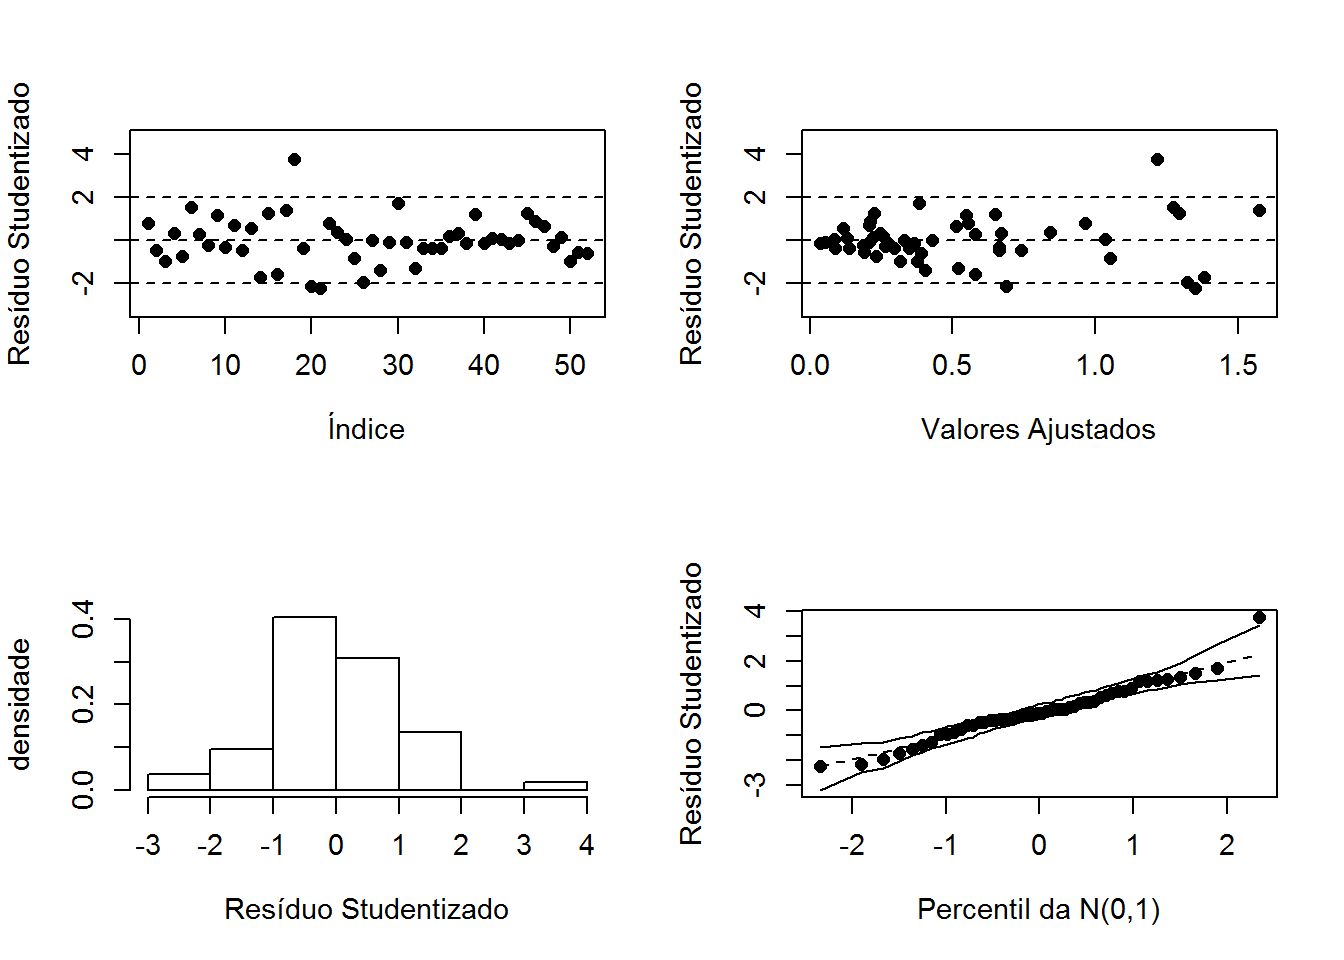 Resíduo Studentizado
4
2
-2
0 10 20 30 40 50
Índice
Resíduo Studentizado
4
2
-2
0.0 0.5 1.0 1.5
Valores Ajustados
densidade
0.4
0.2
0.0
-3 -2 -1 0 1 2 3 4
Resíduo Studentizado
Resíduo Studentizado
4
2
0
-3
-2 -1 0 1 2
Percentil da N(0,1)